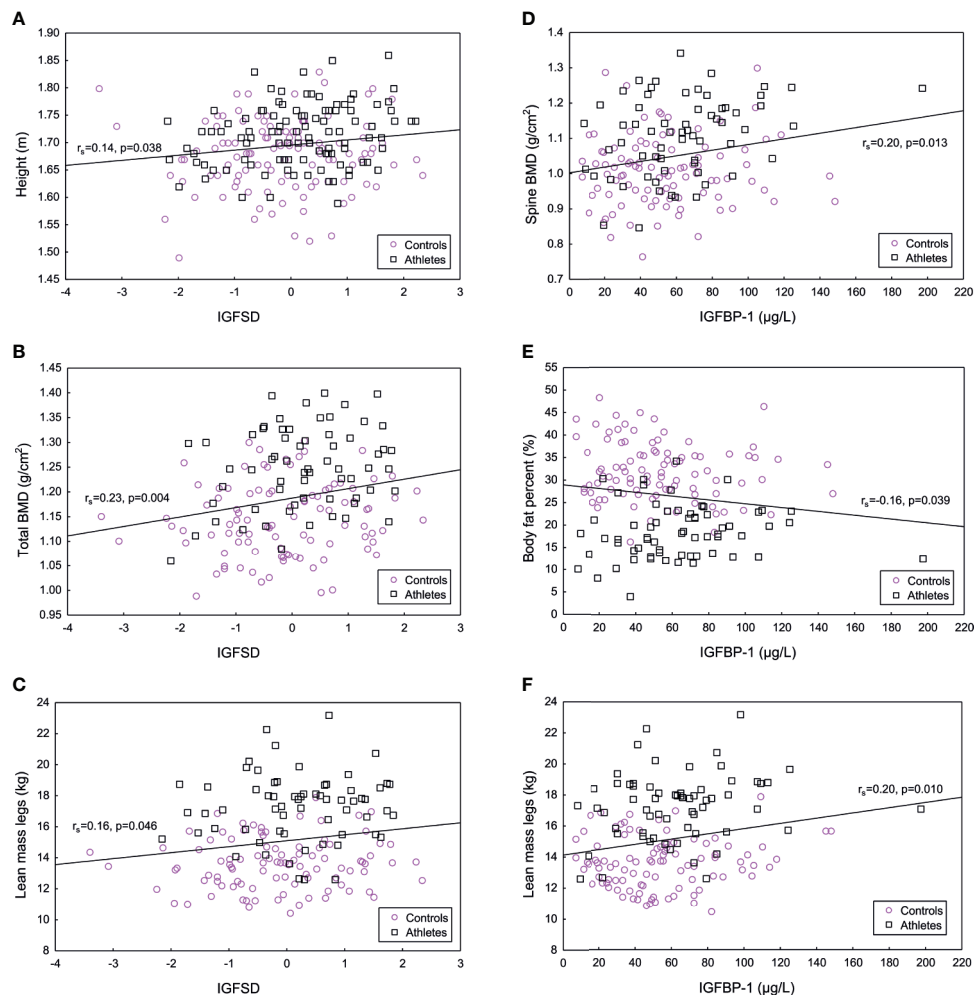 A
1.90
1.85
1.80
1.75
1.70
1.65
1.60
1.55
1.50
1.45
Height (m)
rs=0.14, p=0.038
Controls
Athletes
-4 -3 -2 -1 0 1 2 3
IGFSD
B
1.45
1.40
1.35
1.30
1.25
1.20
1.15
1.10
1.05
1.00
0.95
Total BMD (g/cm²)
rs=0.23, p=0.004
Controls
Athletes
-4 -3 -2 -1 0 1 2 3
IGFSD
C
24
22
20
18
16
14
12
10
8
Lean mass legs (kg)
rs=0.16, p=0.046
Controls
Athletes
-4 -3 -2 -1 0 1 2 3
IGFSD
D
1.4
1.3
1.2
1.1
1.0
0.9
0.8
0.7
Spine BMD (g/cm²)
rs=0.20, p=0.013
Controls
Athletes
0 20 40 60 80 100 120 140 160 180 200 220
IGFBP-1 (µg/L)
E
55
50
45
40
35
30
25
20
15
10
5
0
Body fat percent (%)
rs=-0.16, p=0.039
Controls
Athletes
0 20 40 60 80 100 120 140 160 180 200 220
IGFBP-1 (µg/L)
F
24
22
20
18
16
14
12
10
8
Lean mass legs (kg)
rs=0.20, p=0.010
Controls
Athletes
0 20 40 60 80 100 120 140 160 180 200 220
IGFBP-1 (µg/L)